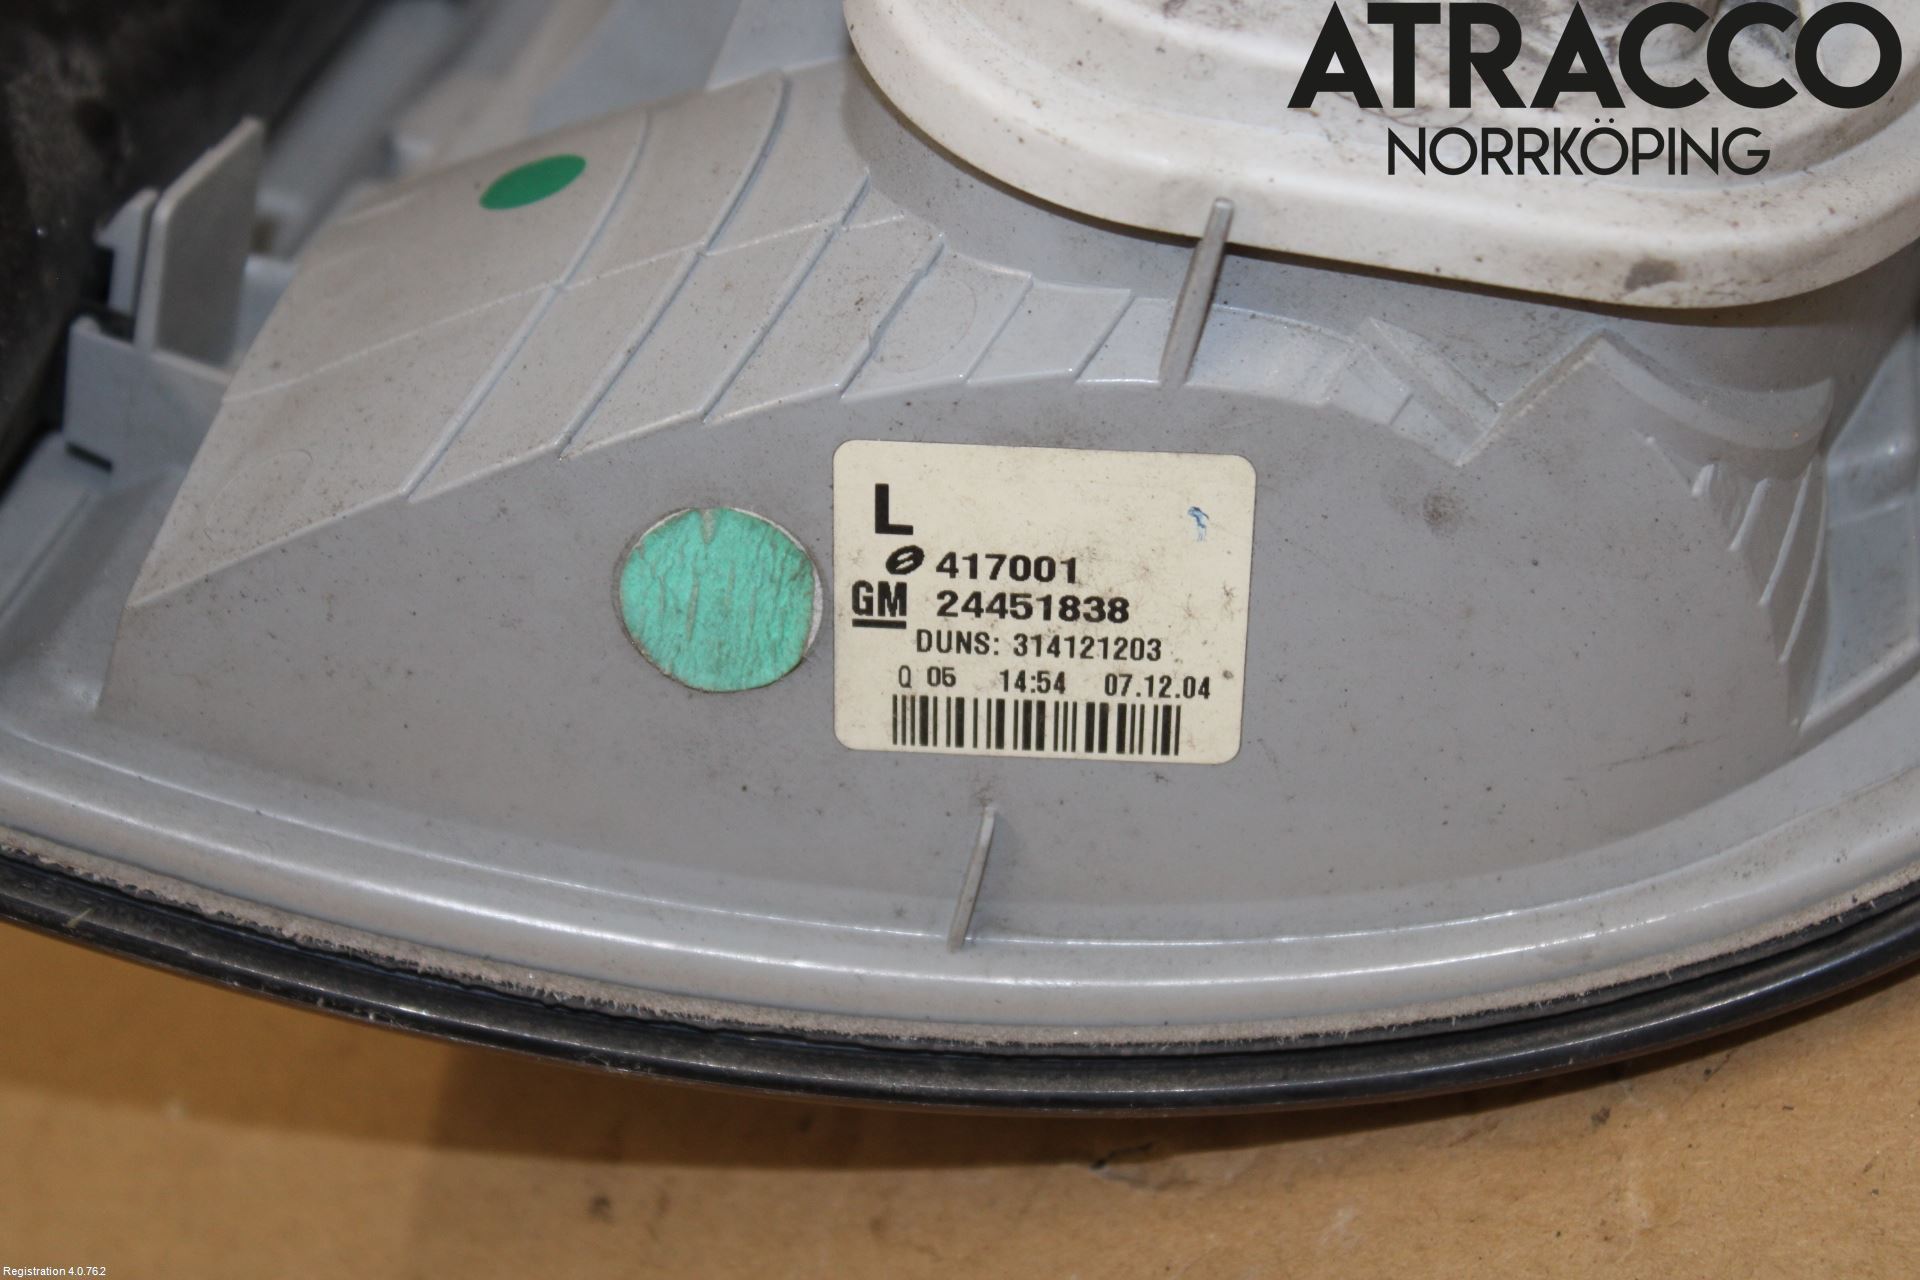 ATRACCO
NORRKÖPING
L
417001
GM 24451838
DUNS: 314121203
Q 05 14:54 07.12.04
Registration 4.0.76.2